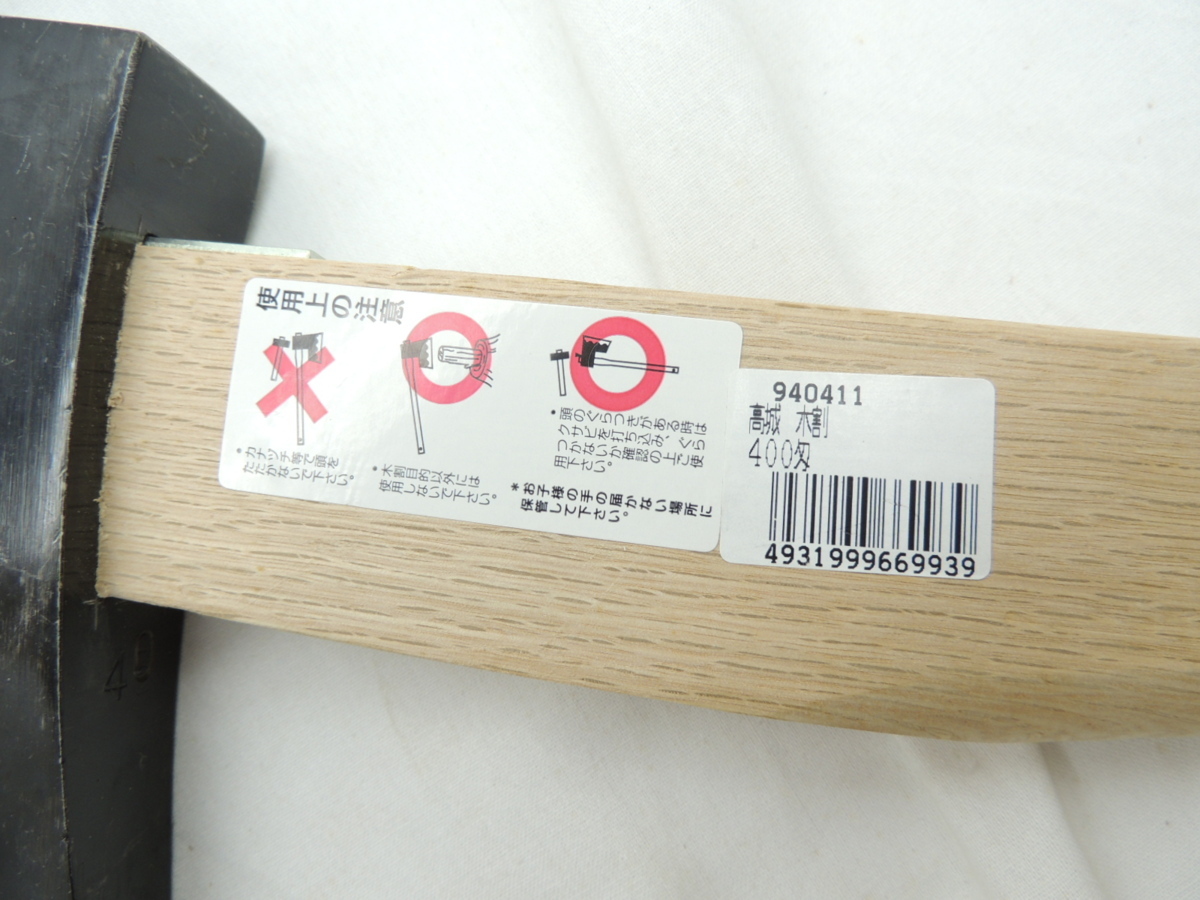 使用上の注意
・カナヅチ等で頭を
たたかないで下さい。
・木割目的以外には
使用しないで下さい。
・頭のぐらつきがある時は
クサビを打ち込み、ぐら
つかないか確認の上ご使
用下さい。
*お子様の手の届かない場所に
保管して下さい。
940411
木割
400匁
4931999669939
40